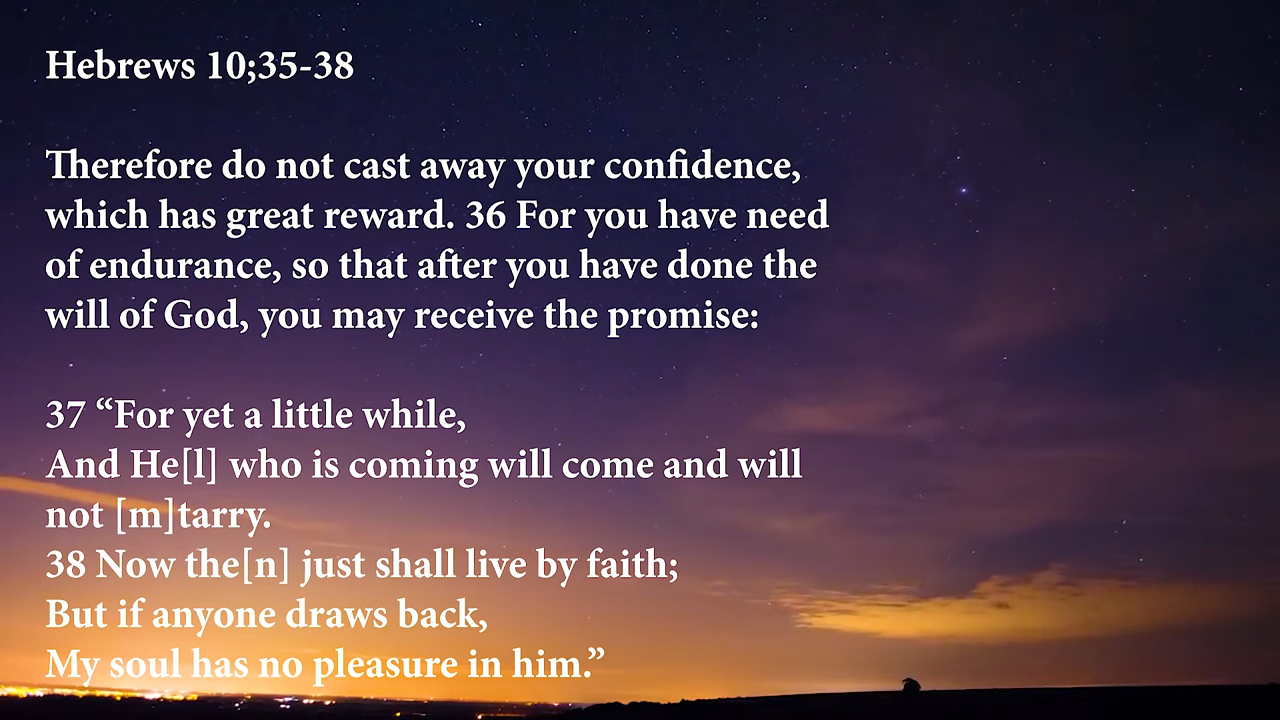 Hebrews 10;35-38
Therefore do not cast away your confidence,
which has great reward. 36 For you have need
of endurance, so that after you have done the
will of God, you may receive the promise:
37 “For yet a little while,
And He[l] who is coming will come and will
not [m]tarry.
38 Now the[n] just shall live by faith;
But if anyone draws back,
My soul has no pleasure in him.”